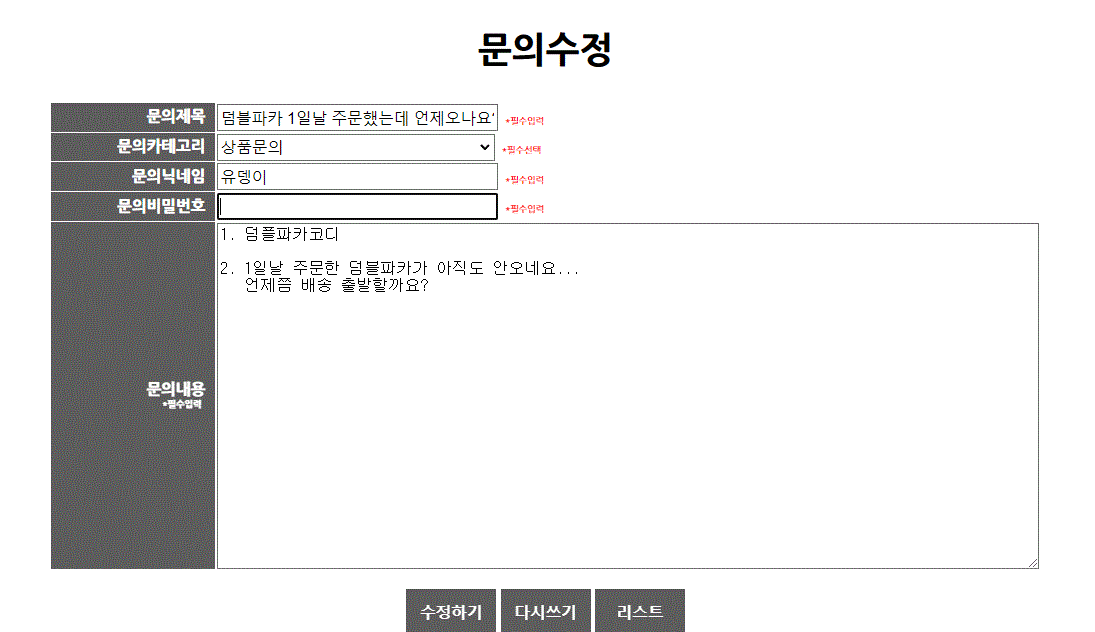 문의수정
문의제목 덤블파카 1일날 주문했는데 언제오나요 *필수입력
문의카테고리 상품문의 *필수선택
문의닉네임 유뎅이 *필수입력
문의비밀번호 *필수입력
1. 덤플파카코디
2. 1일날 주문한 덤블파카가 아직도 안오네요...
언제쯤 배송 출발할까요?
문의내용
*필수입력
수정하기 다시쓰기 리스트